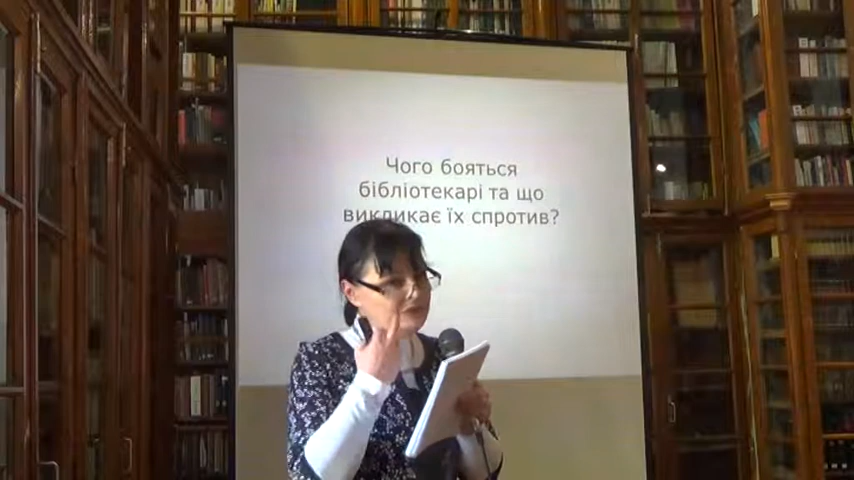 Чого бояться
бібліотекарі та що
викликає їх спротив?